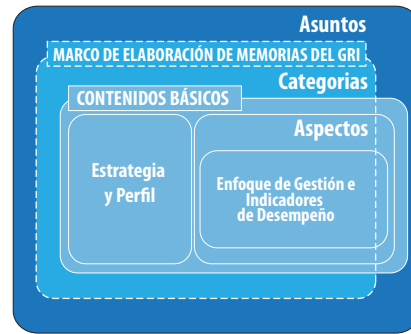 Asuntos
MARCO DE ELABORACIÓN DE MEMORIAS DEL GRI
Categorias
CONTENIDOS BÁSICOS
Aspectos
Estrategia
y Perfil
Enfoque de Gestión e
Indicadores
de Desempeño